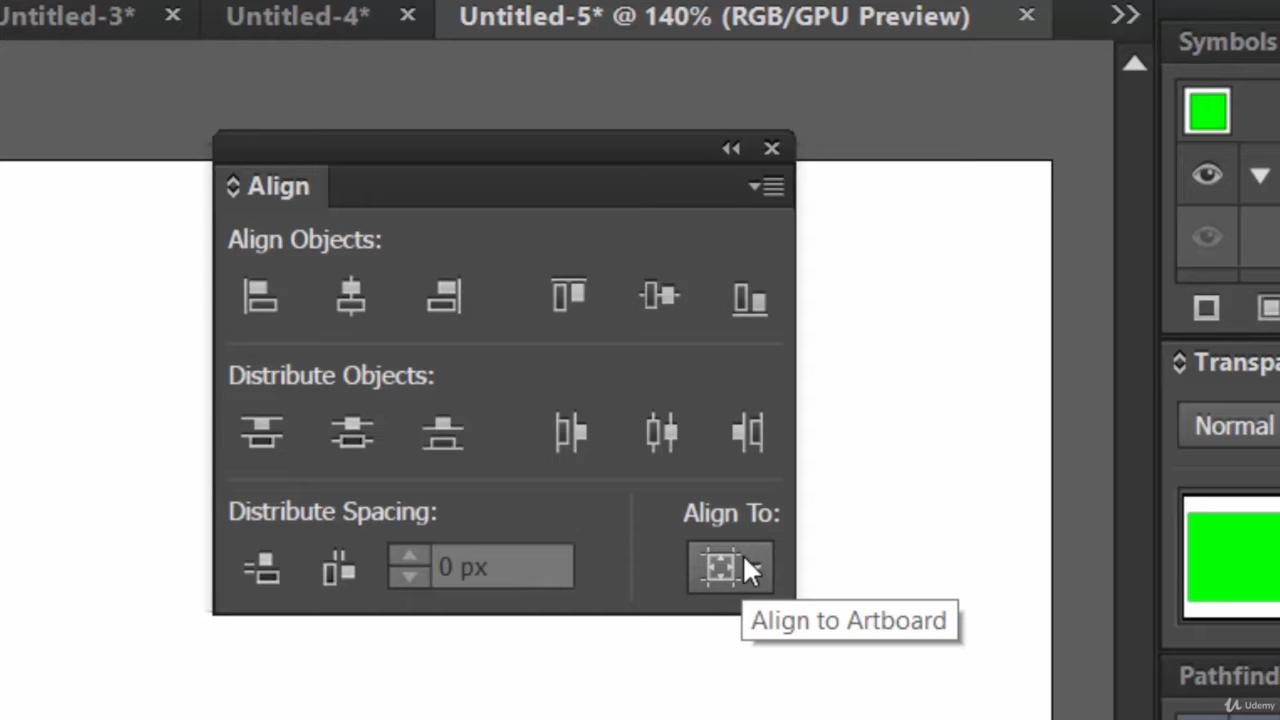 Untitled-3* × Untitled-4* × Untitled-5* @ 140% (RGB/GPU Preview) ×
Symbols
Align
Align Objects:
Distribute Objects:
Transpa
Normal
Distribute Spacing:
Align To:
0 px
Align to Artboard
Pathfind
Udemy